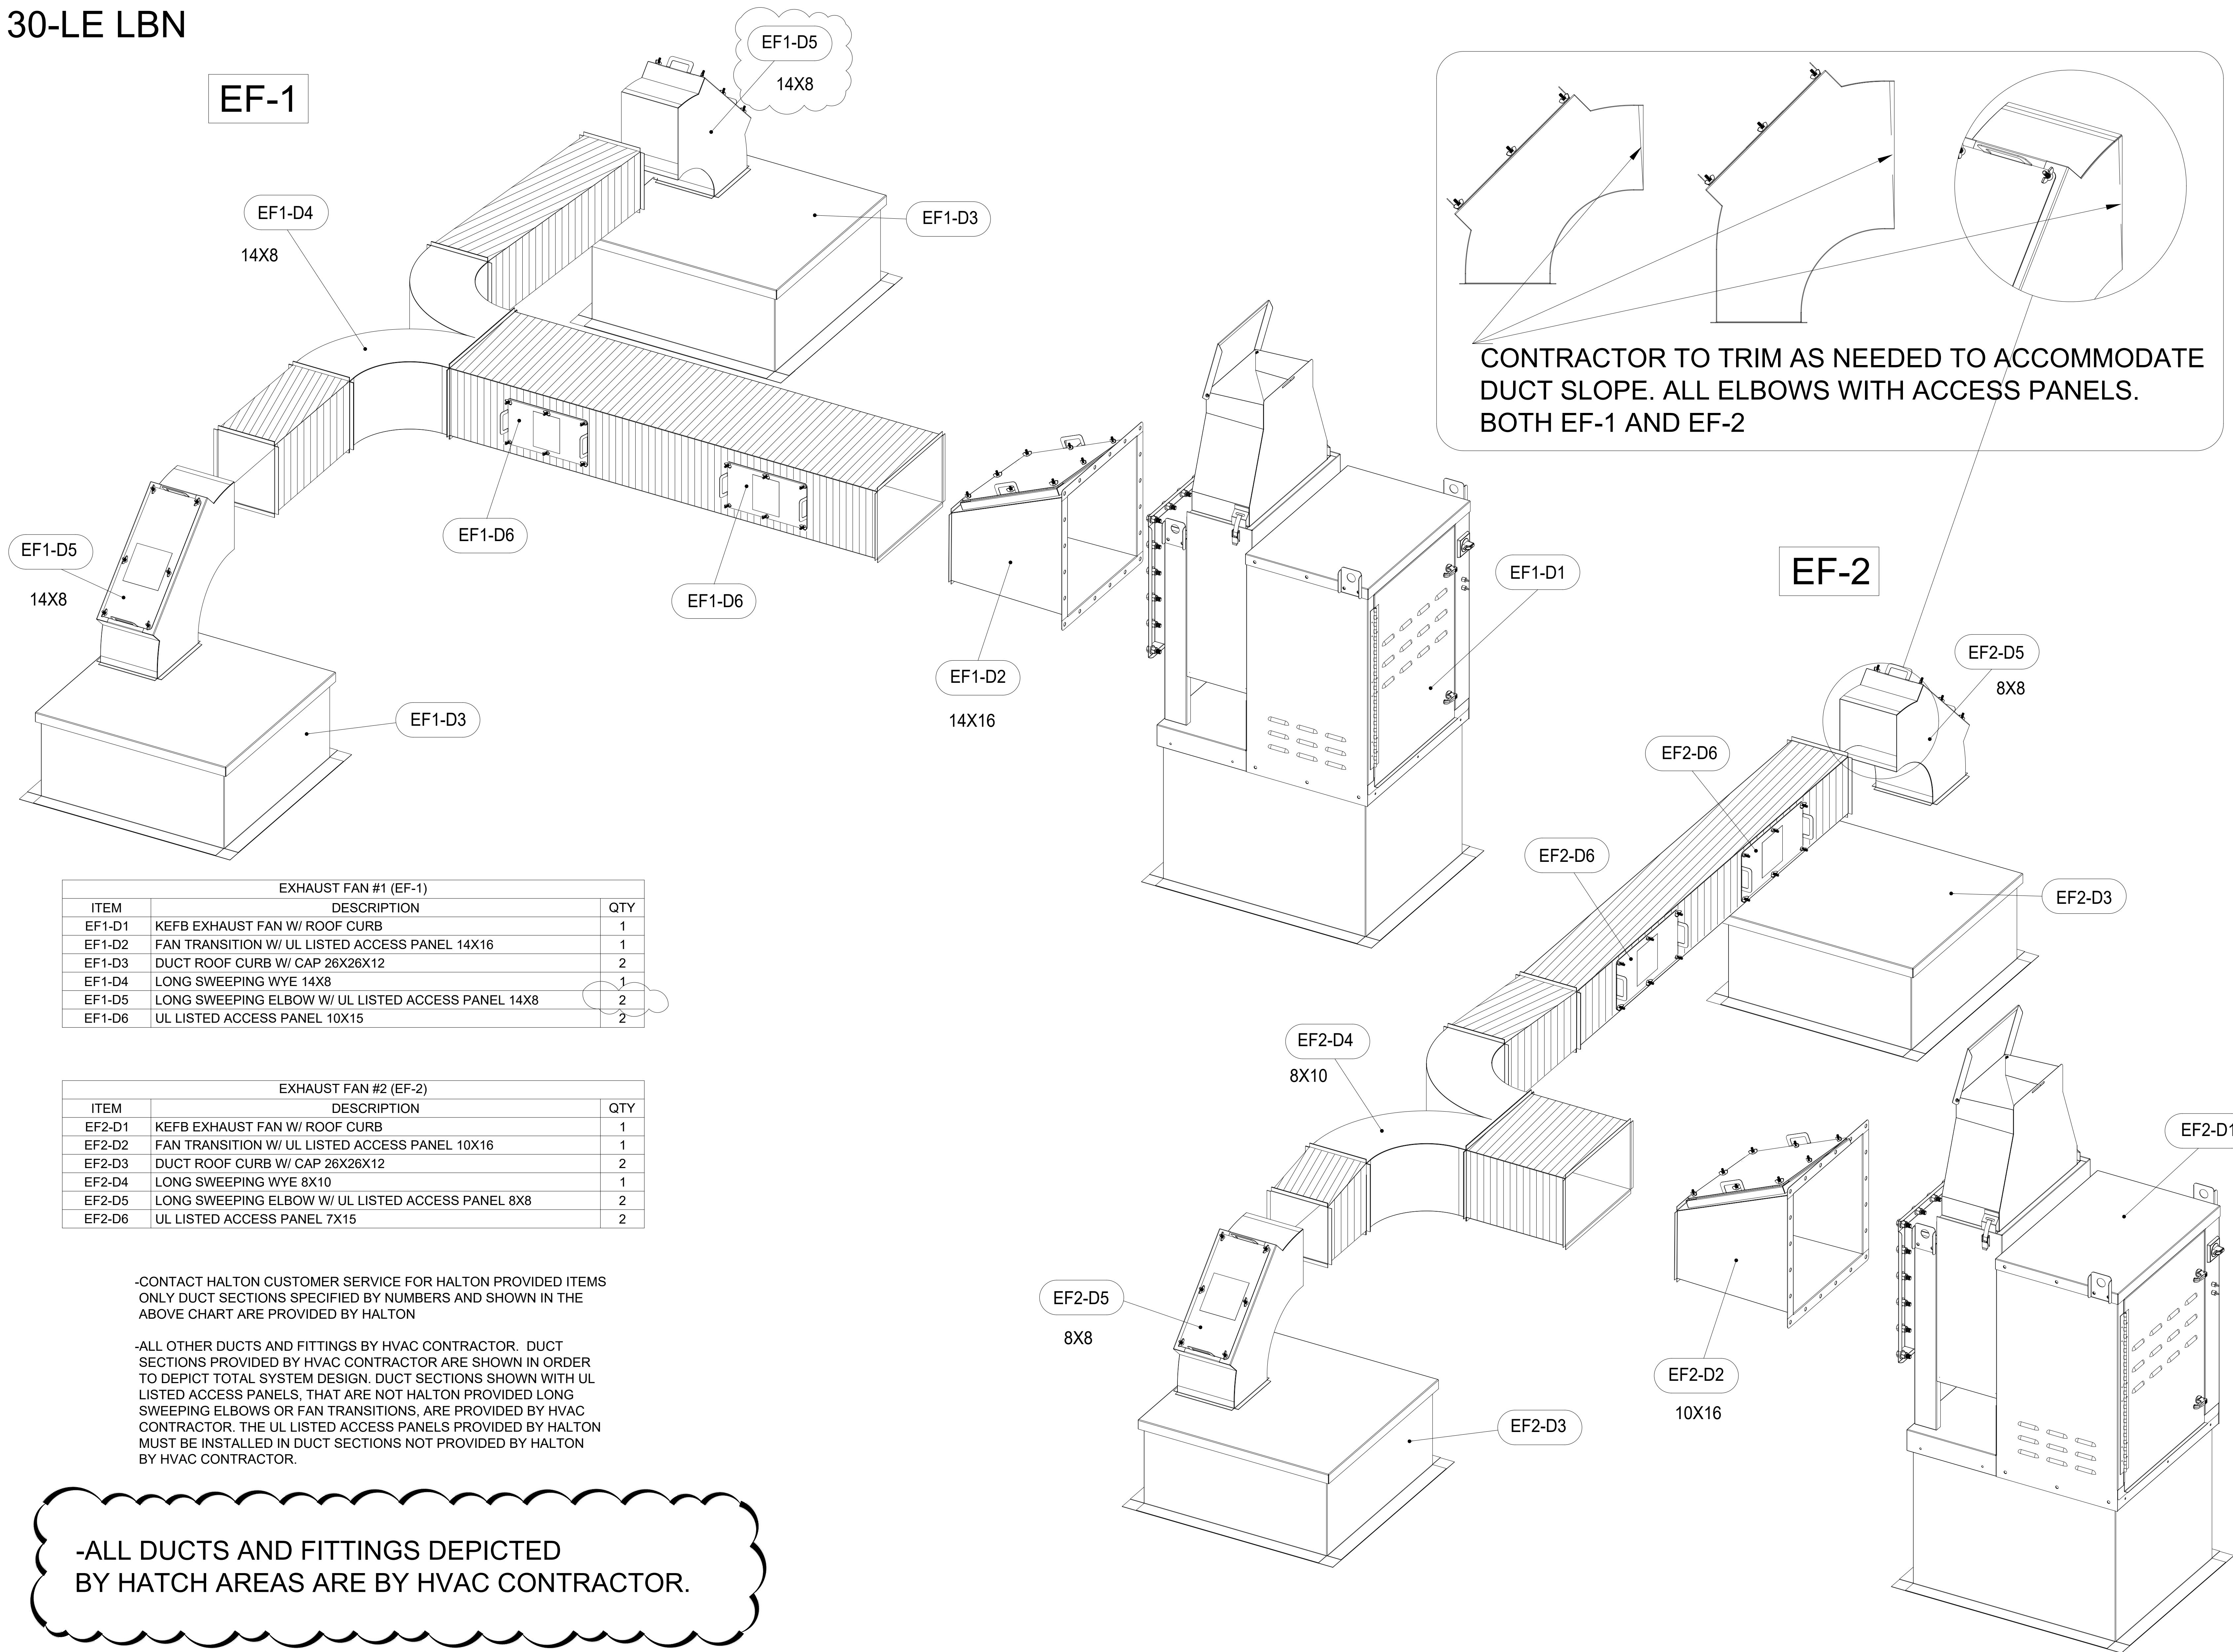 30-LE LBN
EF-1
EF1-D5
14X8
EF1-D4
14X8
EF1-D3
EF1-D6
EF1-D6
EF1-D5
14X8
EF1-D3
EF1-D2
14X16
EF1-D1
CONTRACTOR TO TRIM AS NEEDED TO ACCOMMODATE
DUCT SLOPE. ALL ELBOWS WITH ACCESS PANELS.
BOTH EF-1 AND EF-2
EF-2
EF2-D5
8X8
EF2-D6
EF2-D6
EF2-D3
EF2-D4
8X10
EF2-D1
EF2-D5
8X8
EF2-D2
10X16
EF2-D3
EXHAUST FAN #1 (EF-1)
ITEM DESCRIPTION QTY
EF1-D1 KEFB EXHAUST FAN W/ ROOF CURB 1
EF1-D2 FAN TRANSITION W/ UL LISTED ACCESS PANEL 14X16 1
EF1-D3 DUCT ROOF CURB W/ CAP 26X26X12 2
EF1-D4 LONG SWEEPING WYE 14X8 1
EF1-D5 LONG SWEEPING ELBOW W/ UL LISTED ACCESS PANEL 14X8 2
EF1-D6 UL LISTED ACCESS PANEL 10X15 2
EXHAUST FAN #2 (EF-2)
ITEM DESCRIPTION QTY
EF2-D1 KEFB EXHAUST FAN W/ ROOF CURB 1
EF2-D2 FAN TRANSITION W/ UL LISTED ACCESS PANEL 10X16 1
EF2-D3 DUCT ROOF CURB W/ CAP 26X26X12 2
EF2-D4 LONG SWEEPING WYE 8X10 1
EF2-D5 LONG SWEEPING ELBOW W/ UL LISTED ACCESS PANEL 8X8 2
EF2-D6 UL LISTED ACCESS PANEL 7X15 2
-CONTACT HALTON CUSTOMER SERVICE FOR HALTON PROVIDED ITEMS
ONLY DUCT SECTIONS SPECIFIED BY NUMBERS AND SHOWN IN THE
ABOVE CHART ARE PROVIDED BY HALTON
-ALL OTHER DUCTS AND FITTINGS BY HVAC CONTRACTOR. DUCT
SECTIONS PROVIDED BY HVAC CONTRACTOR ARE SHOWN IN ORDER
TO DEPICT TOTAL SYSTEM DESIGN. DUCT SECTIONS SHOWN WITH UL
LISTED ACCESS PANELS, THAT ARE NOT HALTON PROVIDED LONG
SWEEPING ELBOWS OR FAN TRANSITIONS, ARE PROVIDED BY HVAC
CONTRACTOR. THE UL LISTED ACCESS PANELS PROVIDED BY HALTON
MUST BE INSTALLED IN DUCT SECTIONS NOT PROVIDED BY HALTON
BY HVAC CONTRACTOR.
-ALL DUCTS AND FITTINGS DEPICTED
BY HATCH AREAS ARE BY HVAC CONTRACTOR.